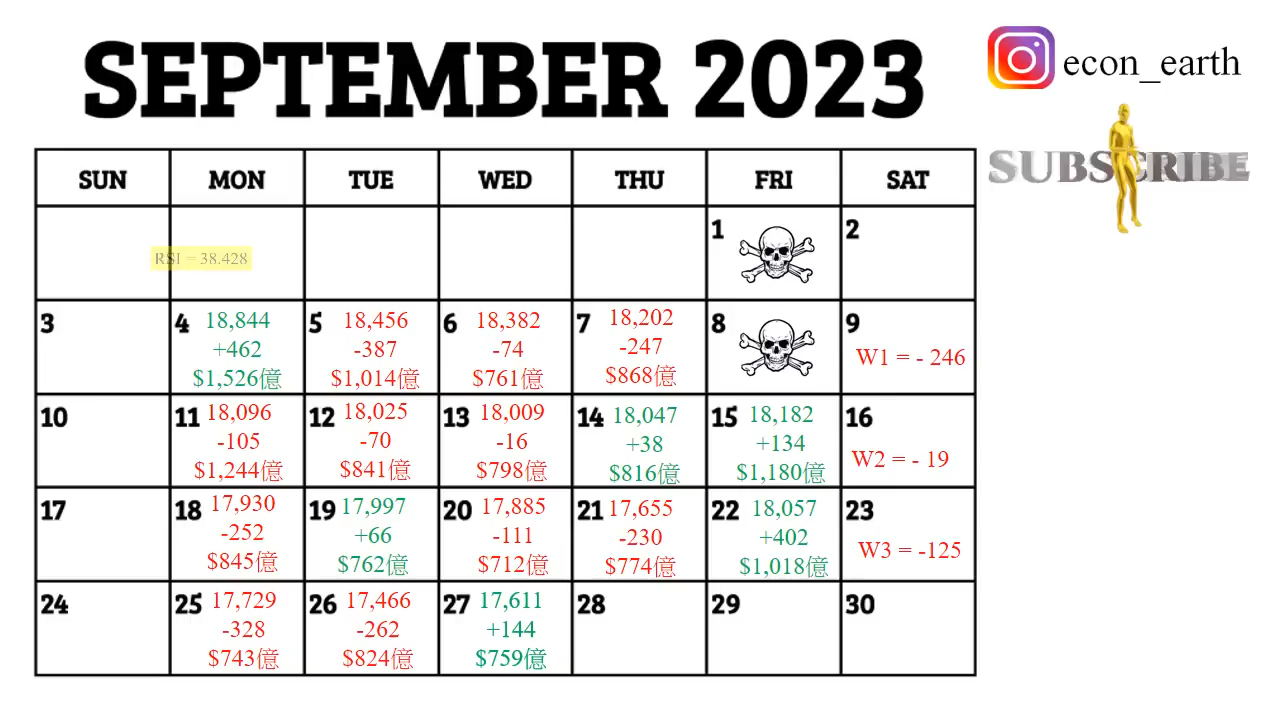 SEPTEMBER 2023
econ_earth
SUBSCRIBE
SUN MON TUE WED THU FRI SAT
RSI = 38.428
1
2
3
4 18,844
+462
$1,526億
5 18,456
-387
$1,014億
6 18,382
-74
$761億
7 18,202
-247
$868億
8
9
W1 = - 246
10
11 18,096
-105
$1,244億
12 18,025
-70
$841億
13 18,009
-16
$798億
14 18,047
+38
$816億
15 18,182
+134
$1,180億
16
W2 = - 19
17
18 17,930
-252
$845億
19 17,997
+66
$762億
20 17,885
-111
$712億
21 17,655
-230
$774億
22 18,057
+402
$1,018億
23
W3 = -125
24
25 17,729
-328
$743億
26 17,466
-262
$824億
27 17,611
+144
$759億
28
29
30